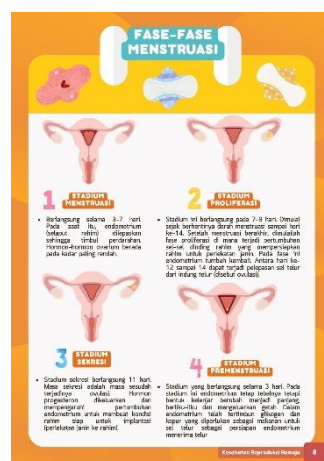 FASE-FASE
MENSTRUASI
1 STADIUM
MENSTRUASI
• Berlangsung selama 3-7 hari.
Pada saat itu, endometrium
(selaput rahim) dilepaskan
sehingga timbul perdarahan.
Hormon-hormon ovarium berada
pada kadar paling rendah.
2 STADIUM
PROLIFERASI
• Stadium ini berlangsung pada 7-9 hari. Dimulai
sejak berhentinya darah menstruasi sampai hari
ke-14. Setelah menstruasi berakhir, dimulailah
fase proliferasi di mana terjadi pertumbuhan
sel-sel dinding rahim yang mempersiapkan
rahim untuk perlekatan janin. Pada fase ini
endometrium tumbuh kembali. Antara hari ke-
12 sampai 14 dapat terjadi pelepasan sel telur
dari indung telur (disebut ovulasi).
3 STADIUM
SEKRESI
• Stadium sekresi berlangsung 11 hari.
Masa sekresi adalah masa sesudah
terjadinya ovulasi. Hormon
progesteron dikeluarkan dan
mempengaruhi pertumbuhan
endometrium untuk membuat kondisi
rahim siap untuk implantasi
(perlekatan janin ke rahim).
4 STADIUM
PREMENSTRUASI
• Stadium yang berlangsung selama 3 hari. Pada
stadium ini endometrium tetap tebalnya tetapi
bentuk kelenjar berubah menjadi panjang,
berliku-liku dan mengeluarkan getah. Dalam
endometrium telah tertimbun glikogen dan
kapur yang diperlukan sebagai makanan untuk
sel telur sebagai persiapan endometrium
menerima telur
Kesehatan Reproduksi Remaja